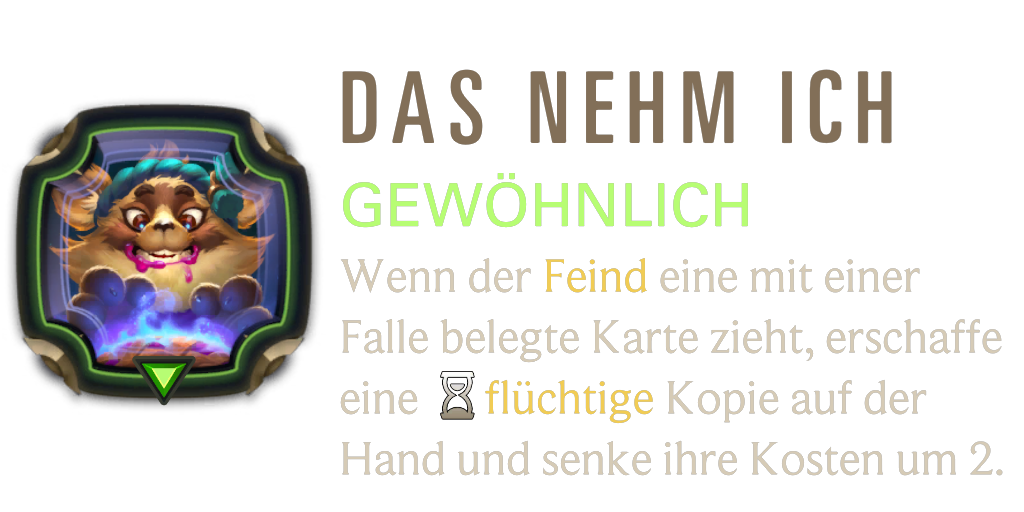 DAS NEHM ICH
GEWÖHNLICH
Wenn der Feind eine mit einer
Falle belegte Karte zieht, erschaffe
eine flüchtige Kopie auf der
Hand und senke ihre Kosten um 2.